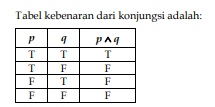 Tabel kebenaran dari konjungsi adalah:
p q p ∧ q
T T T
T F F
F T F
F F F